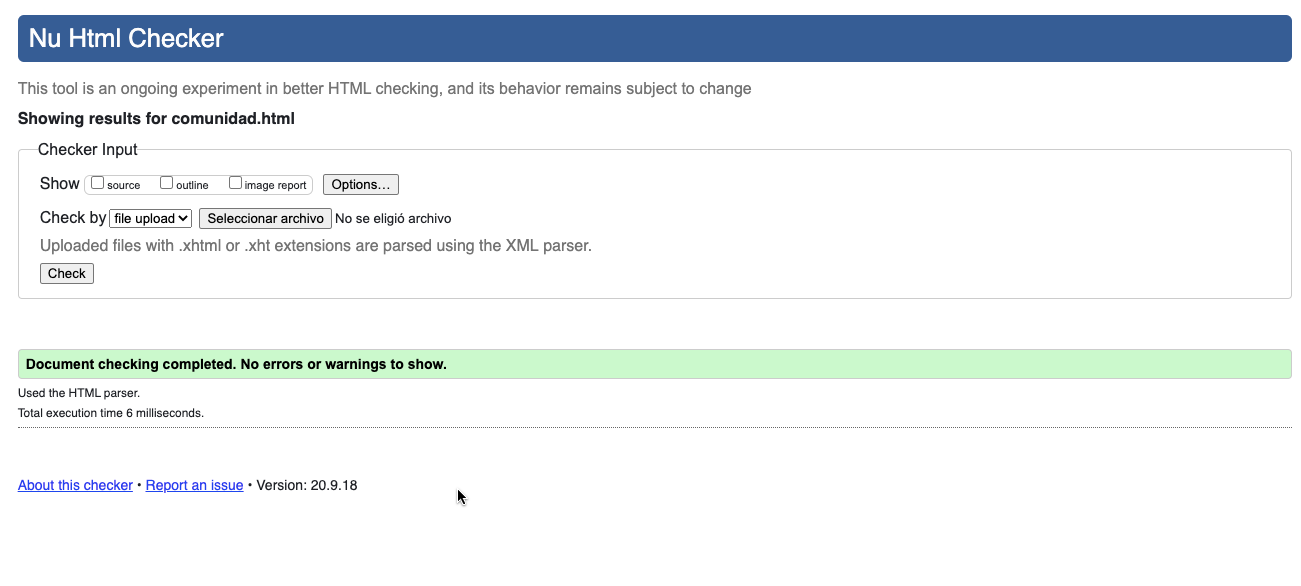 Nu Html Checker
This tool is an ongoing experiment in better HTML checking, and its behavior remains subject to change
Showing results for comunidad.html
Checker Input
Show source outline image report Options...
Check by file upload Seleccionar archivo No se eligió archivo
Uploaded files with .xhtml or .xht extensions are parsed using the XML parser.
Check
Document checking completed. No errors or warnings to show.
Used the HTML parser.
Total execution time 6 milliseconds.
About this checker • Report an issue • Version: 20.9.18